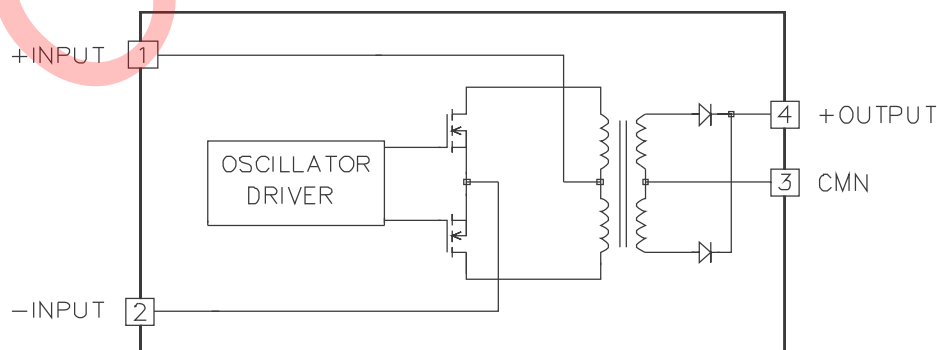 +INPUT 1
4 +OUTPUT
OSCILLATOR
DRIVER
3 CMN
-INPUT 2